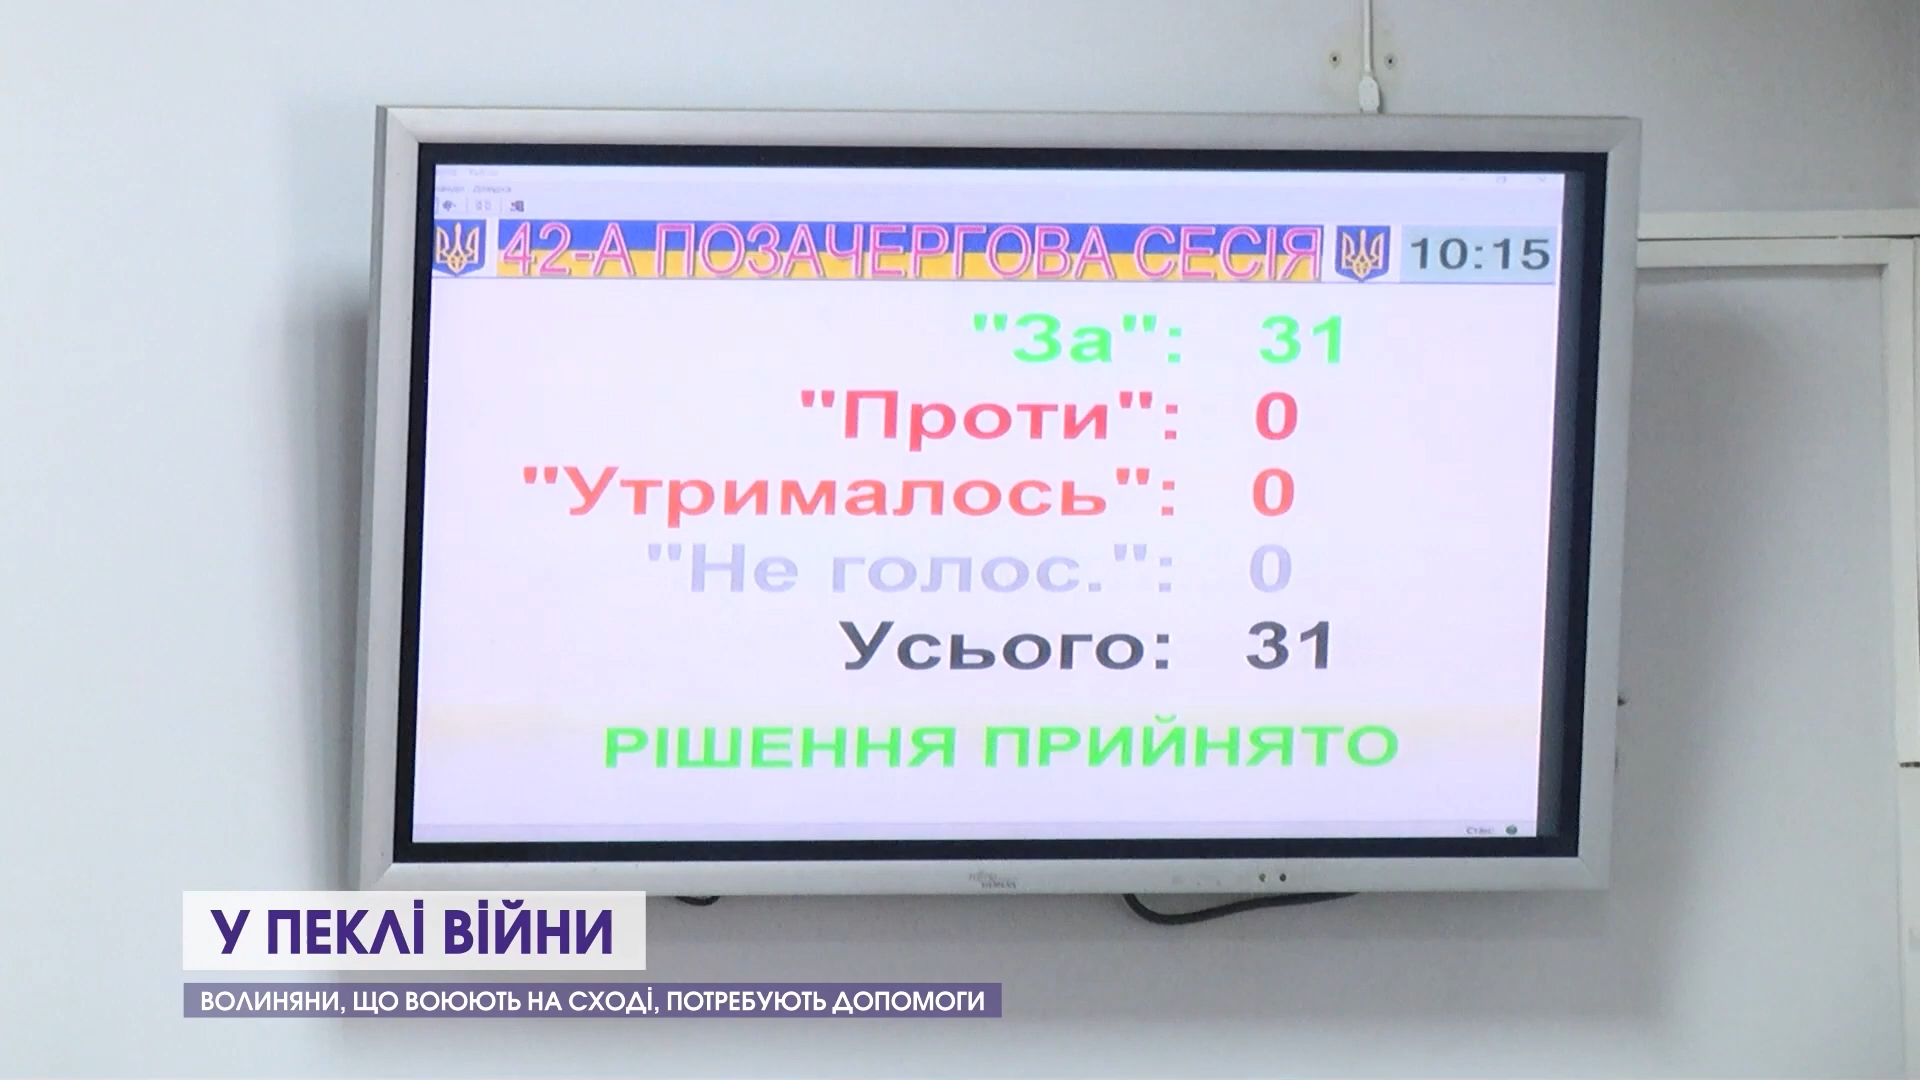 42-А ПОЗАЧЕРГОВА СЕСІЯ 10:15
"За": 31
"Проти": 0
"Утрималось": 0
"Не голос.": 0
Усього: 31
РІШЕННЯ ПРИЙНЯТО
У ПЕКЛІ ВІЙНИ
ВОЛИНЯНИ, ЩО ВОЮЮТЬ НА СХОДІ, ПОТРЕБУЮТЬ ДОПОМОГИ